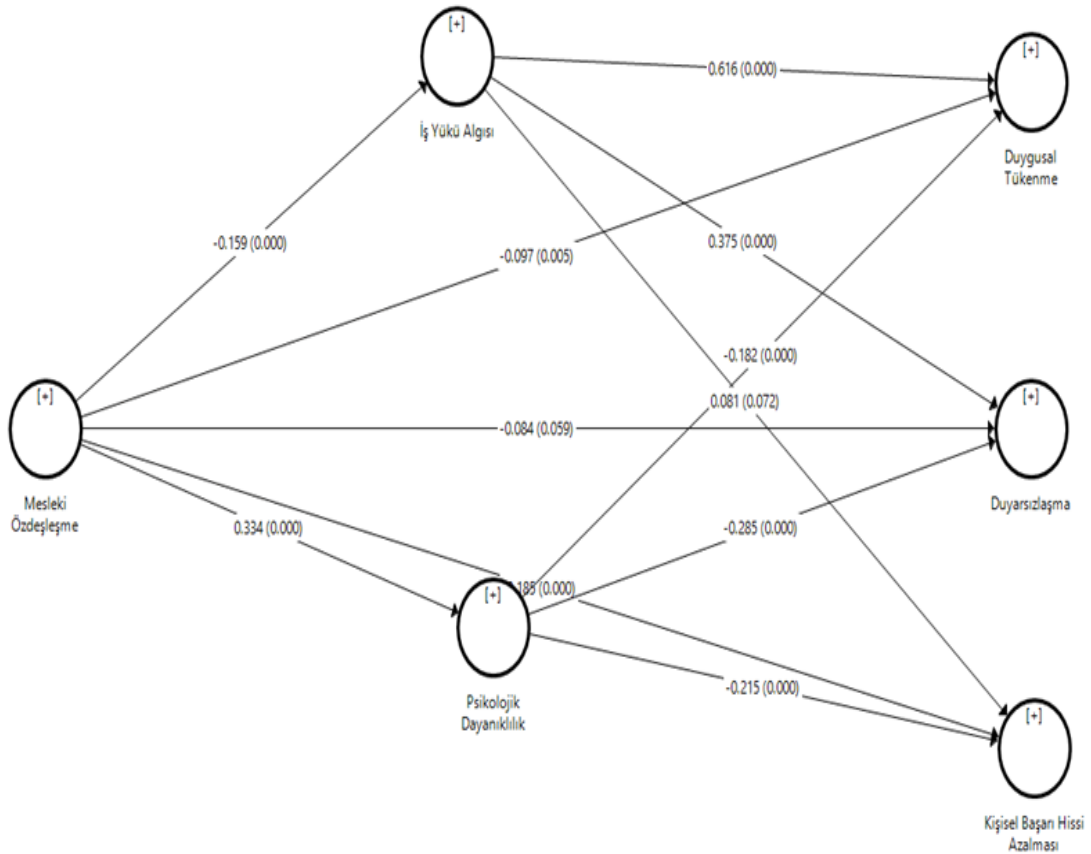 [+]
İş Yükü Algısı
[+]
Duygusal
Tükenme
0.616 (0.000)
-0.159 (0.000)
-0.097 (0.005)
0.375 (0.000)
-0.182 (0.000)
0.081 (0.072)
[+]
Mesleki
Özdeşleşme
-0.084 (0.059)
[+]
Duyarsızlaşma
0.334 (0.000)
-0.285 (0.000)
(0.000)
[+]
Psikolojik
Dayanıklılık
-0.215 (0.000)
[+]
Kişisel Başarı Hissi
Azalması